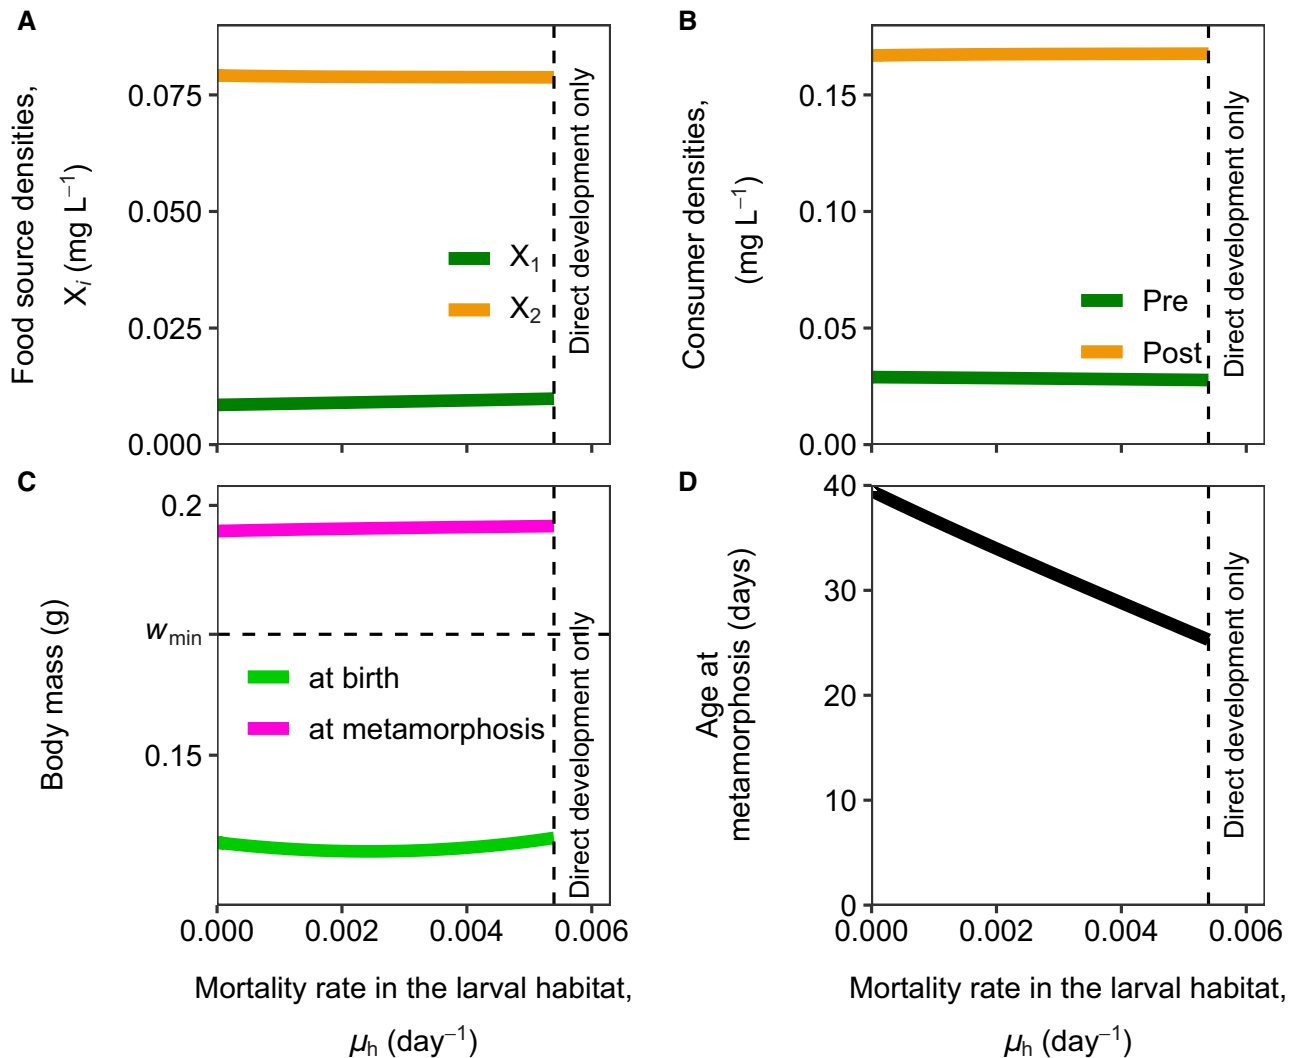 A
Food source densities,
X𝑖 (mg L⁻¹)
0.075
0.050
0.025
0.000
X₁
X₂
Direct development only
B
Consumer densities,
(mg L⁻¹)
0.15
0.10
0.05
0.00
Pre
Post
Direct development only
C
Body mass (g)
0.2
w_min
0.15
at birth
at metamorphosis
Direct development only
0.000 0.002 0.004 0.006
Mortality rate in the larval habitat,
μ_h (day⁻¹)
D
Age at
metamorphosis (days)
40
30
20
10
0
Direct development only
0.000 0.002 0.004 0.006
Mortality rate in the larval habitat,
μ_h (day⁻¹)